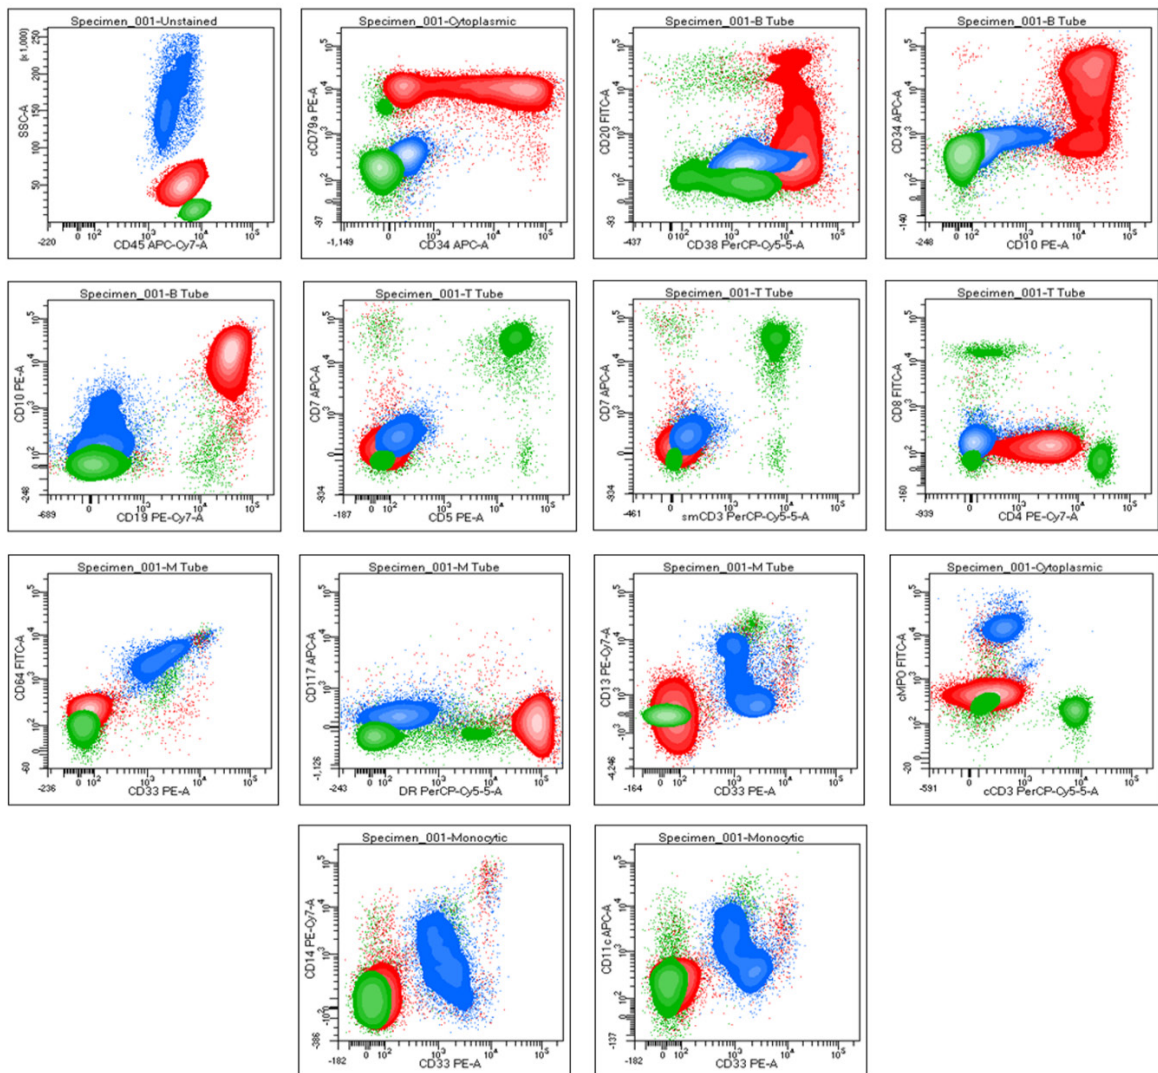 Specimen_001-Unstained
[x 1,000]
SSC-A
250
200
150
100
50
-220
0 10² 10³ 10⁴ 10⁵
CD45 APC-Cy7-A
Specimen_001-Cytoplasmic
cCD79a PE-A
10⁵
10⁴
10³
10²
0
-97
-1,149
0 10³ 10⁴ 10⁵
CD34 APC-A
Specimen_001-B Tube
CD20 FITC-A
10⁵
10⁴
10³
10²
0
-93
-437
0 10² 10³ 10⁴ 10⁵
CD38 PerCP-Cy5-5-A
Specimen_001-B Tube
CD34 APC-A
10⁵
10⁴
10³
10²
0
-140
-248
0 10² 10³ 10⁴ 10⁵
CD10 PE-A
Specimen_001-B Tube
CD10 PE-A
10⁵
10⁴
10³
10²
0
-248
-689
0 10³ 10⁴ 10⁵
CD19 PE-Cy7-A
Specimen_001-T Tube
CD7 APC-A
10⁵
10⁴
10³
10²
0
-934
-187
0 10² 10³ 10⁴ 10⁵
CD5 PE-A
Specimen_001-T Tube
CD7 APC-A
10⁵
10⁴
10³
10²
0
-934
-461
0 10³ 10⁴ 10⁵
smCD3 PerCP-Cy5-5-A
Specimen_001-T Tube
CD8 FITC-A
10⁵
10⁴
10³
10²
0
-160
-939
0 10³ 10⁴ 10⁵
CD4 PE-Cy7-A
Specimen_001-M Tube
CD64 FITC-A
10⁵
10⁴
10³
10²
0
-60
-236
0 10² 10³ 10⁴ 10⁵
CD33 PE-A
Specimen_001-M Tube
CD117 APC-A
10⁵
10⁴
10³
0
-1,126
-243
0 10² 10³ 10⁴ 10⁵
DR PerCP-Cy5-5-A
Specimen_001-M Tube
CD13 PE-Cy7-A
10⁵
10⁴
10³
0
-10³
-4,246
-164
0 10² 10³ 10⁴ 10⁵
CD33 PE-A
Specimen_001-Cytoplasmic
cMPO FITC-A
10⁵
10⁴
10³
10²
0
-20
-591
0 10³ 10⁴ 10⁵
cCD3 PerCP-Cy5-5-A
Specimen_001-Monocytic
CD14 PE-Cy7-A
10⁵
10⁴
10³
0
-386
-182
0 10² 10³ 10⁴ 10⁵
CD33 PE-A
Specimen_001-Monocytic
CD11c APC-A
10⁵
10⁴
10³
10²
0
-137
-182
0 10² 10³ 10⁴ 10⁵
CD33 PE-A